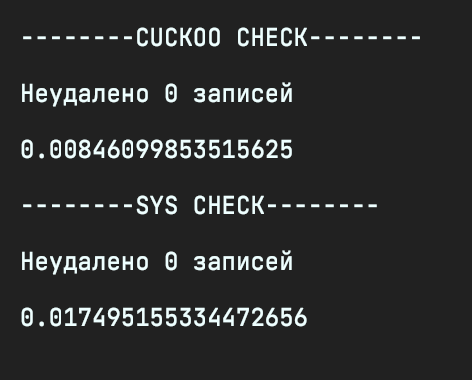 --------CUCKOO CHECK--------
Неудалено 0 записей
0.00846099853515625
--------SYS CHECK--------
Неудалено 0 записей
0.017495155334472656